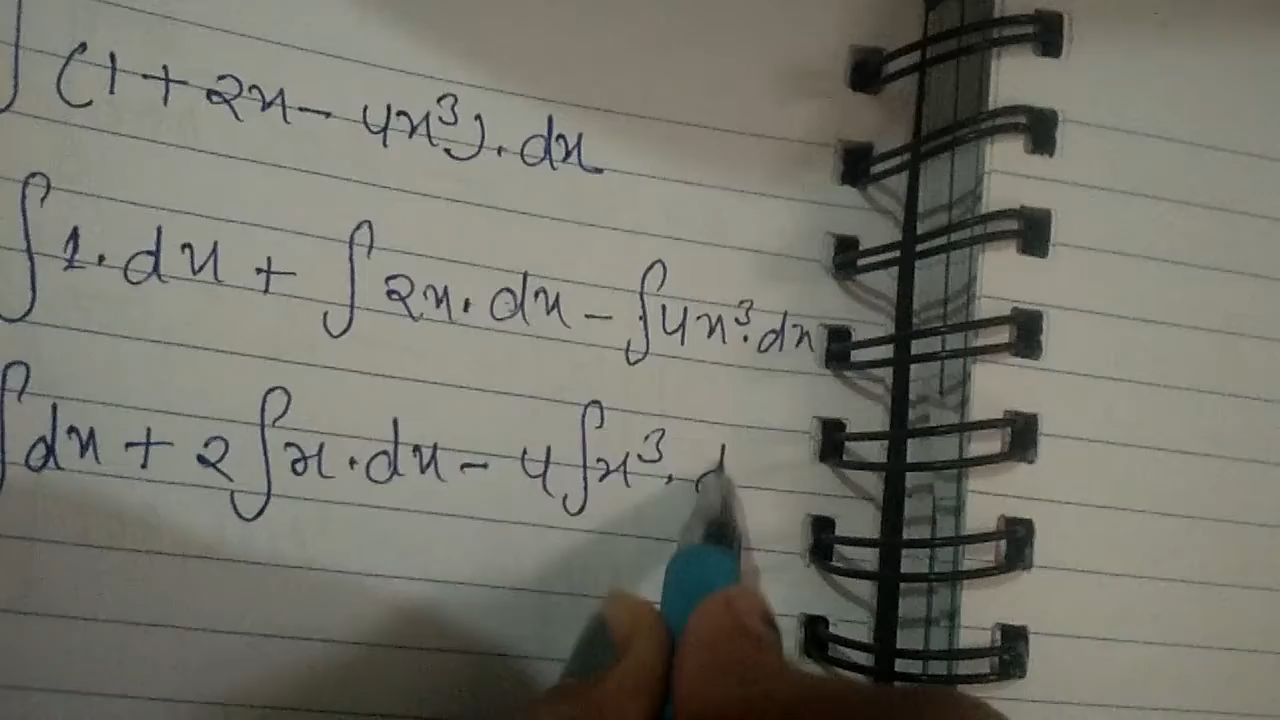 ∫(1 + 2x - 4x³).dx
∫1.dx + ∫2x.dx - ∫4x³.dx
∫dx + 2∫x.dx - 4∫x³.d